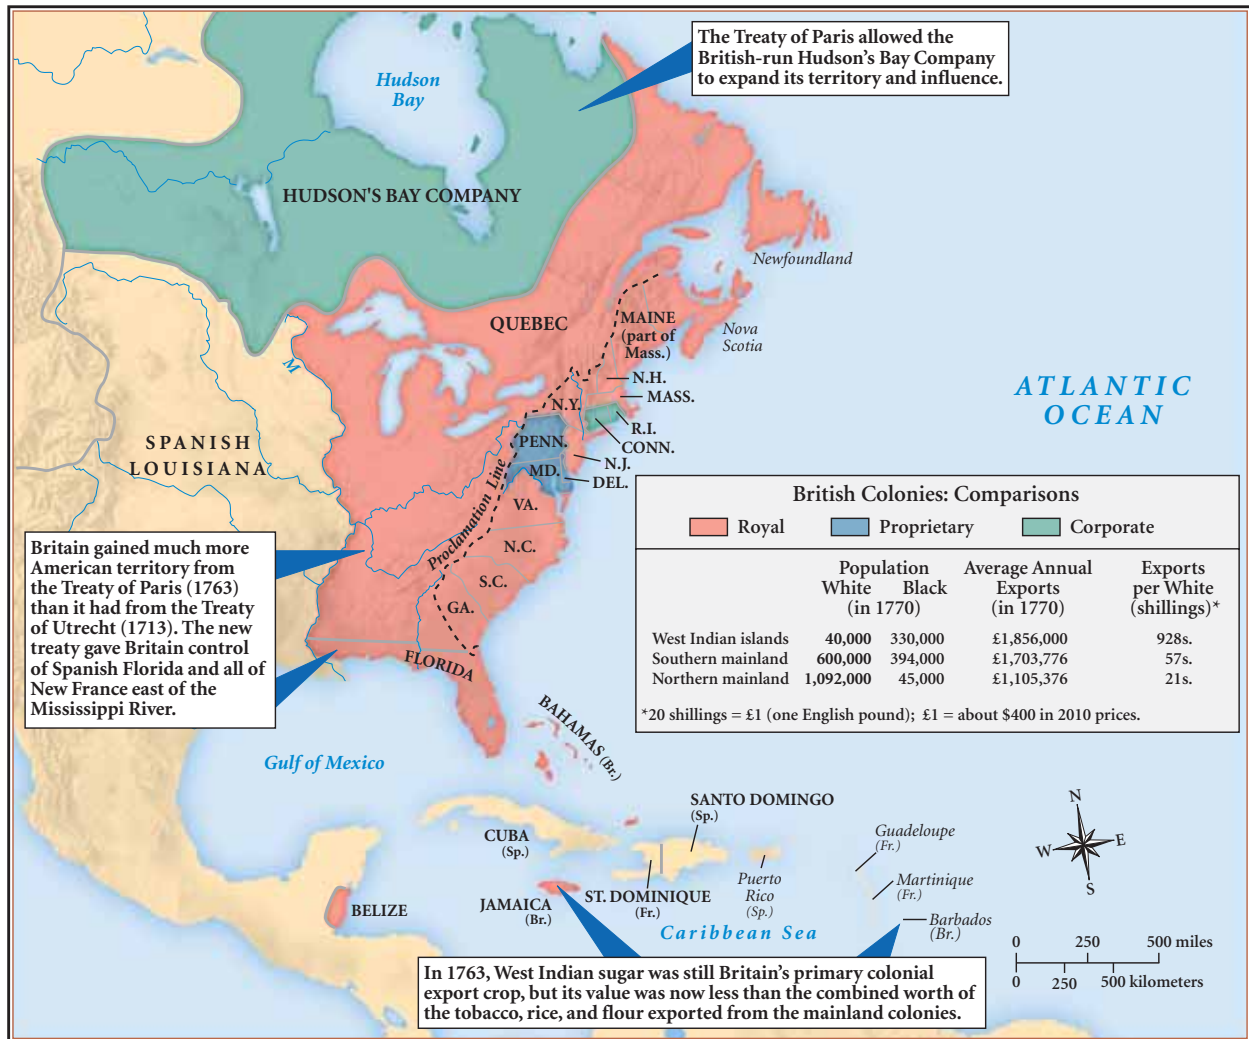 The Treaty of Paris allowed the
British-run Hudson's Bay Company
to expand its territory and influence.
Hudson
Bay
HUDSON'S BAY COMPANY
Newfoundland
QUEBEC
MAINE
(part of
Mass.)
Nova
Scotia
M
N.H.
MASS.
N.Y.
R.I.
CONN.
PENN.
N.J.
MD.
DEL.
ATLANTIC
OCEAN
SPANISH
LOUISIANA
Proclamation Line
VA.
N.C.
S.C.
GA.
FLORIDA
Britain gained much more
American territory from
the Treaty of Paris (1763)
than it had from the Treaty
of Utrecht (1713). The new
treaty gave Britain control
of Spanish Florida and all of
New France east of the
Mississippi River.
British Colonies: Comparisons
Royal Proprietary Corporate
Population Average Annual Exports
White Black Exports per White
(in 1770) (in 1770) (shillings)*
West Indian islands 40,000 330,000 £1,856,000 928s.
Southern mainland 600,000 394,000 £1,703,776 57s.
Northern mainland 1,092,000 45,000 £1,105,376 21s.
*20 shillings = £1 (one English pound); £1 = about $400 in 2010 prices.
BAHAMAS (Br.)
Gulf of Mexico
CUBA
(Sp.)
SANTO DOMINGO
(Sp.)
Guadeloupe
(Fr.)
Martinique
(Fr.)
Barbados
(Br.)
Puerto
Rico
(Sp.)
ST. DOMINIQUE
(Fr.)
JAMAICA
(Br.)
BELIZE
Caribbean Sea
N
W E
S
0 250 500 miles
0 250 500 kilometers
In 1763, West Indian sugar was still Britain's primary colonial
export crop, but its value was now less than the combined worth of
the tobacco, rice, and flour exported from the mainland colonies.